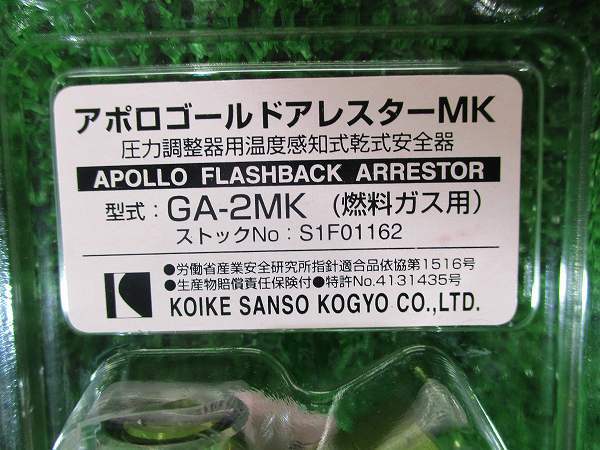 アポロゴールドアレスターMK
圧力調整器用温度感知式乾式安全器
APOLLO FLASHBACK ARRESTOR
型式：GA-2MK （燃料ガス用）
ストックNo：S1F01162
●労働省産業安全研究所指針適合品依協第1516号
●生産物賠償責任保険付●特許No.4131435号
KOIKE SANSO KOGYO CO.,LTD.